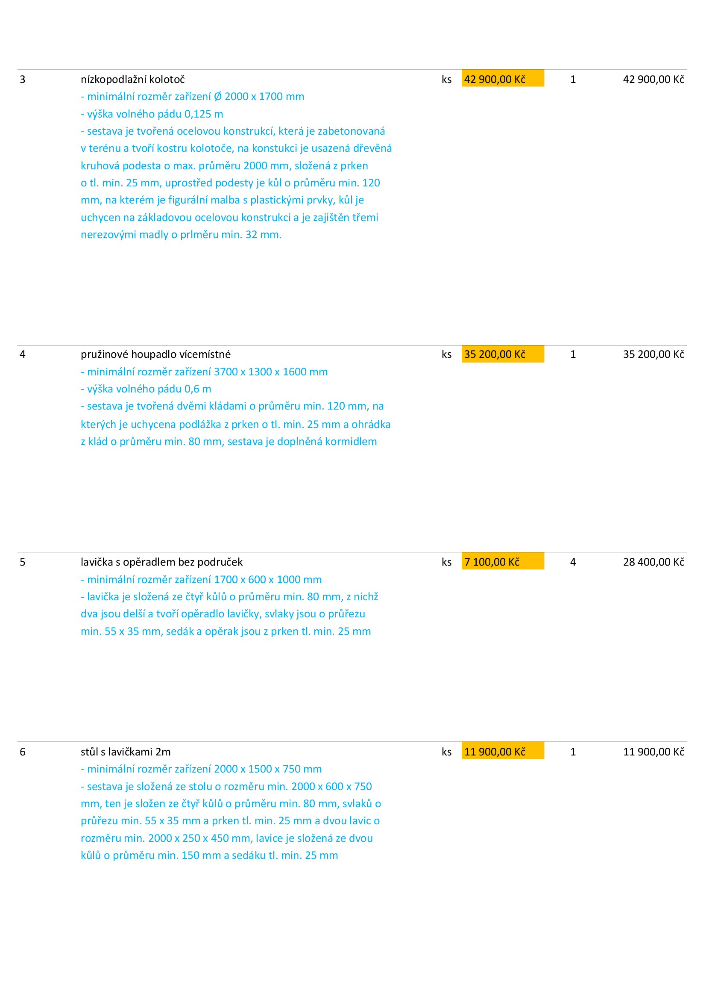 3 nízkopodlažní kolotoč ks 42 900,00 Kč 1 42 900,00 Kč
- minimální rozměr zařízení Ø 2000 x 1700 mm
- výška volného pádu 0,125 m
- sestava je tvořená ocelovou konstrukcí, která je zabetonovaná
v terénu a tvoří kostru kolotoče, na konstukci je usazená dřevěná
kruhová podesta o max. průměru 2000 mm, složená z prken
o tl. min. 25 mm, uprostřed podesty je kůl o průměru min. 120
mm, na kterém je figurální malba s plastickými prvky, kůl je
uchycen na základovou ocelovou konstrukci a je zajištěn třemi
nerezovými madly o prlměru min. 32 mm.
4 pružinové houpadlo vícemístné ks 35 200,00 Kč 1 35 200,00 Kč
- minimální rozměr zařízení 3700 x 1300 x 1600 mm
- výška volného pádu 0,6 m
- sestava je tvořená dvěmi kládami o průměru min. 120 mm, na
kterých je uchycena podlážka z prken o tl. min. 25 mm a ohrádka
z klád o průměru min. 80 mm, sestava je doplněná kormidlem
5 lavička s opěradlem bez područek ks 7 100,00 Kč 4 28 400,00 Kč
- minimální rozměr zařízení 1700 x 600 x 1000 mm
- lavička je složená ze čtyř kůlů o průměru min. 80 mm, z nichž
dva jsou delší a tvoří opěradlo lavičky, svlaky jsou o průřezu
min. 55 x 35 mm, sedák a opěrak jsou z prken tl. min. 25 mm
6 stůl s lavičkami 2m ks 11 900,00 Kč 1 11 900,00 Kč
- minimální rozměr zařízení 2000 x 1500 x 750 mm
- sestava je složená ze stolu o rozměru min. 2000 x 600 x 750
mm, ten je složen ze čtyř kůlů o průměru min. 80 mm, svlaků o
průřezu min. 55 x 35 mm a prken tl. min. 25 mm a dvou lavic o
rozměru min. 2000 x 250 x 450 mm, lavice je složená ze dvou
kůlů o průměru min. 150 mm a sedáku tl. min. 25 mm